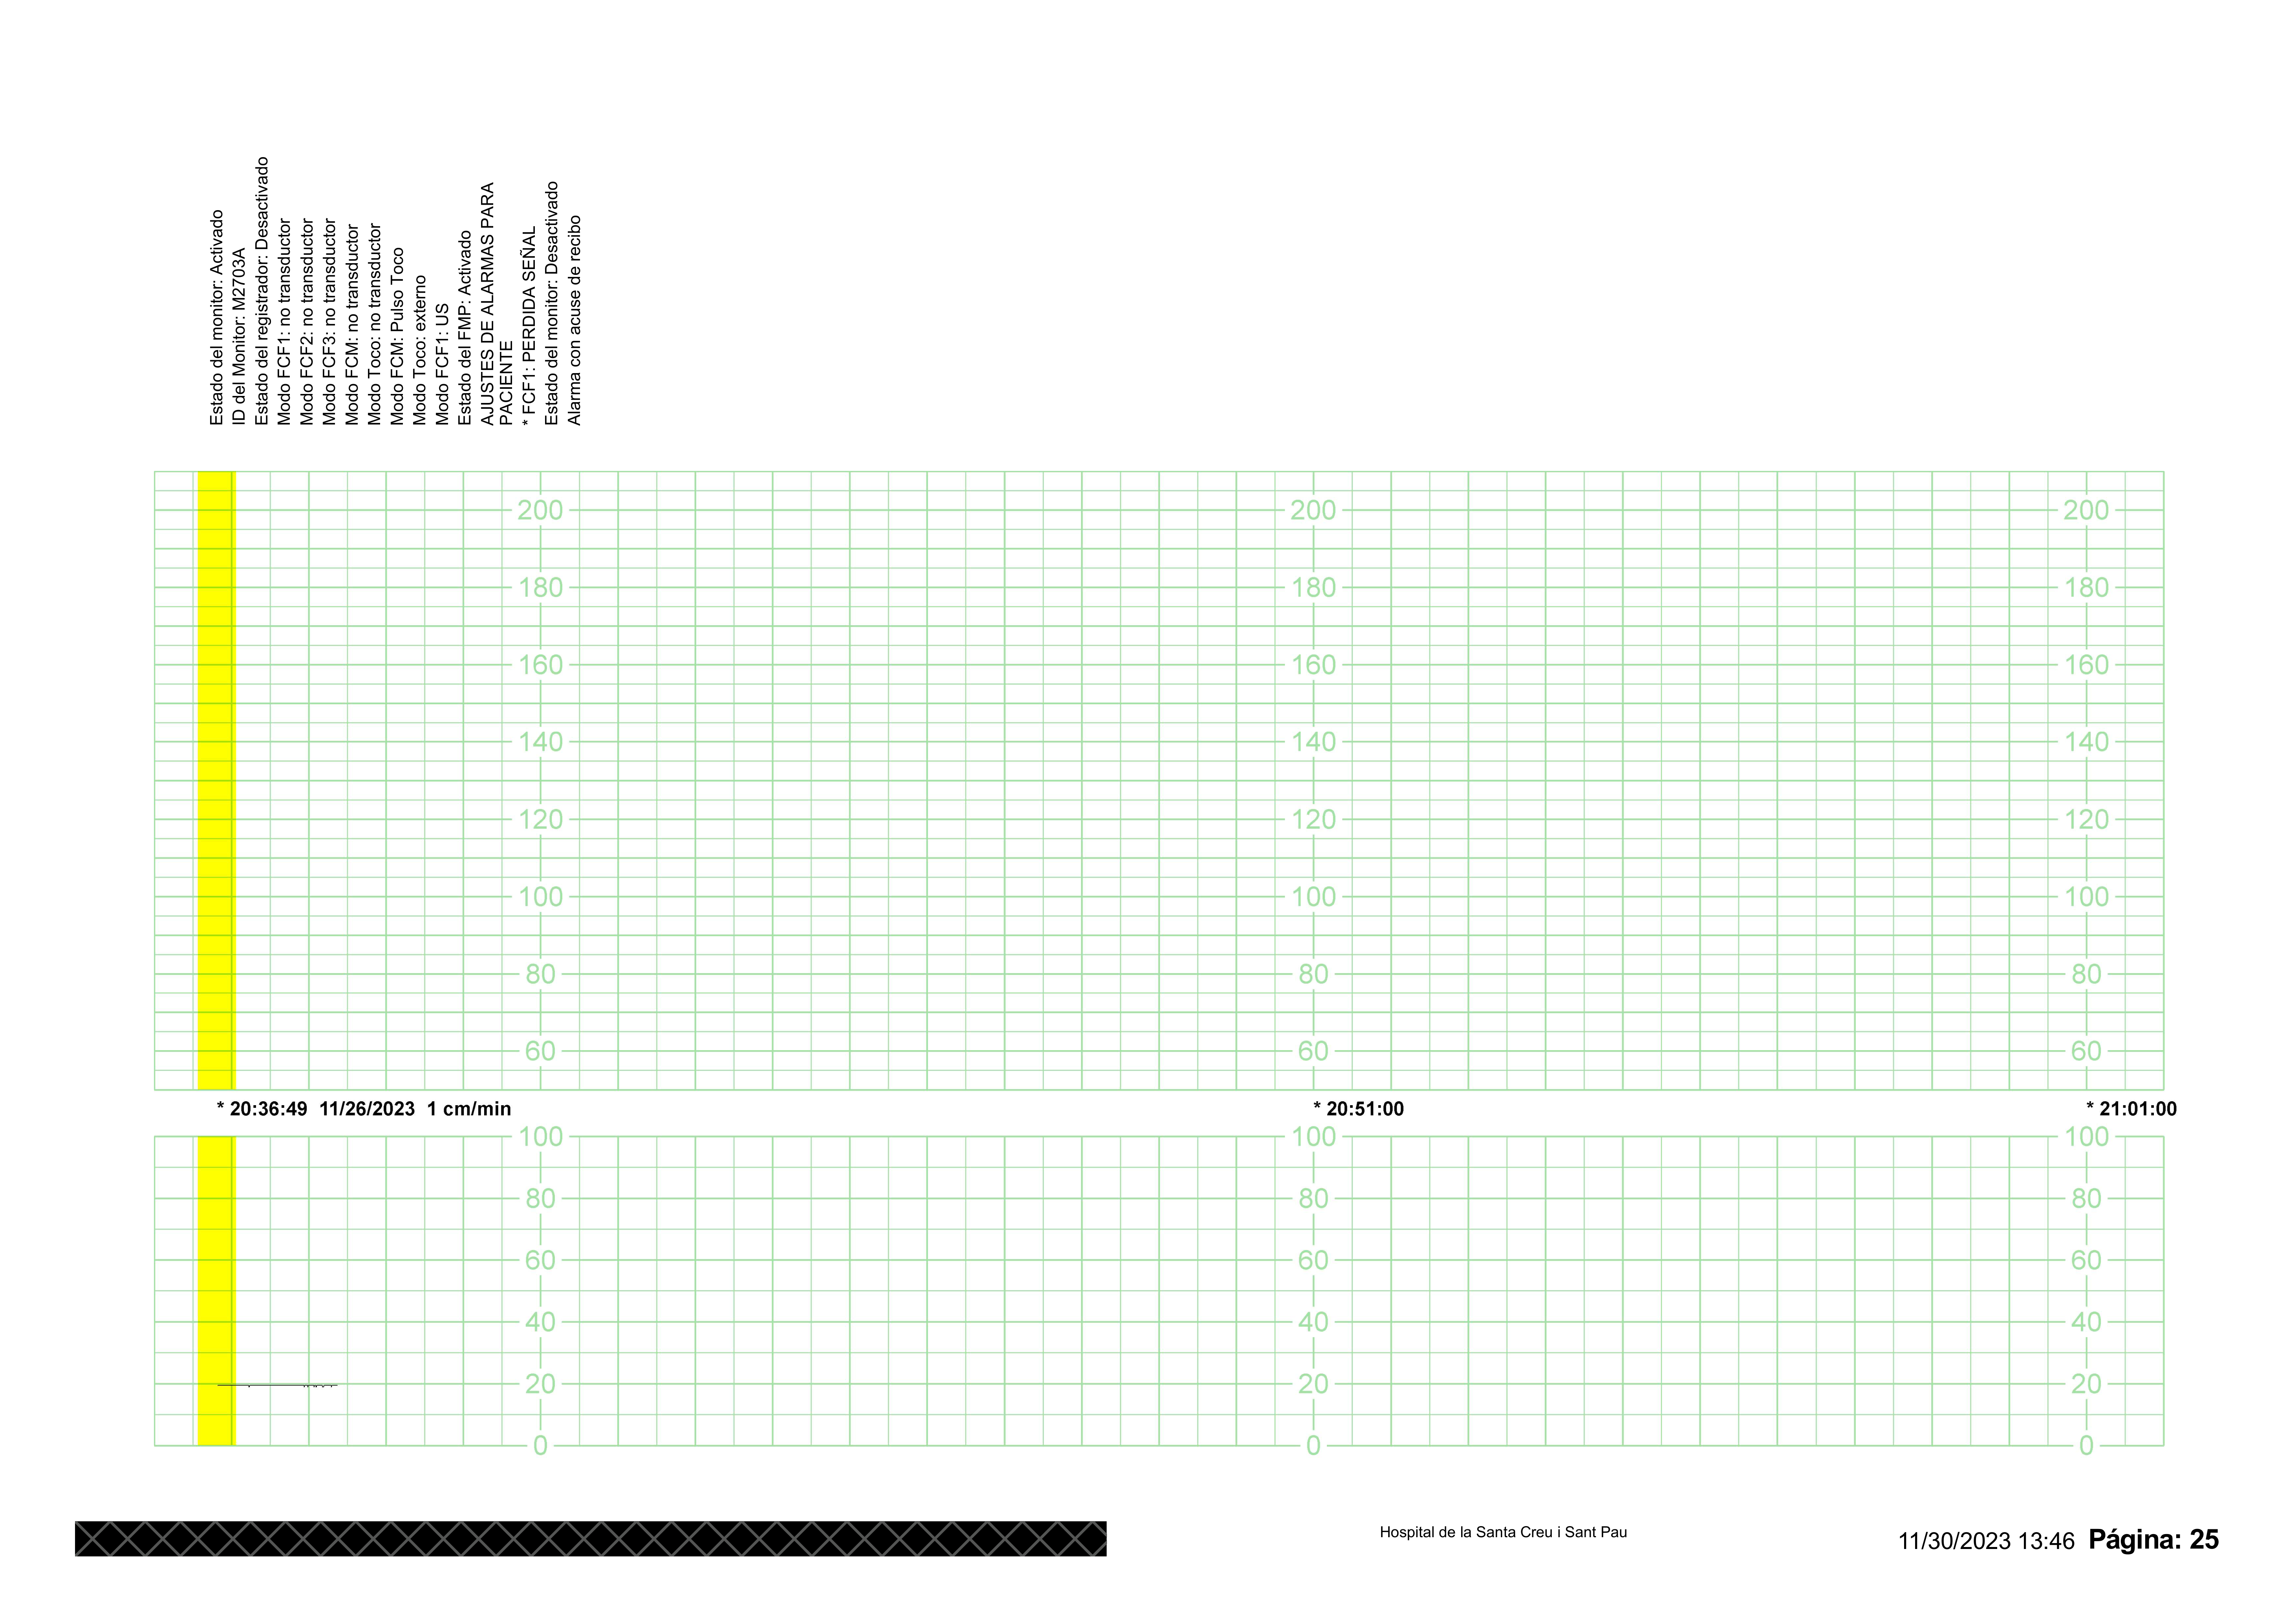 Estado del monitor: Activado
ID del Monitor: M2703A
Estado del registrador: Desactivado
Modo FCF1: no transductor
Modo FCF2: no transductor
Modo FCF3: no transductor
Modo FCM: no transductor
Modo Toco: no transductor
Modo FCM: Pulso Toco
Modo Toco: externo
Modo FCF1: US
Estado del FMP: Activado
AJUSTES DE ALARMAS PARA
PACIENTE
* FCF1: PERDIDA SEÑAL
Estado del monitor: Desactivado
Alarma con acuse de recibo
200 200 200
180 180 180
160 160 160
140 140 140
120 120 120
100 100 100
80 80 80
60 60 60
* 20:36:49 11/26/2023 1 cm/min * 20:51:00 * 21:01:00
100 100 100
80 80 80
60 60 60
40 40 40
20 20 20
0 0 0
Hospital de la Santa Creu i Sant Pau
11/30/2023 13:46 Página: 25